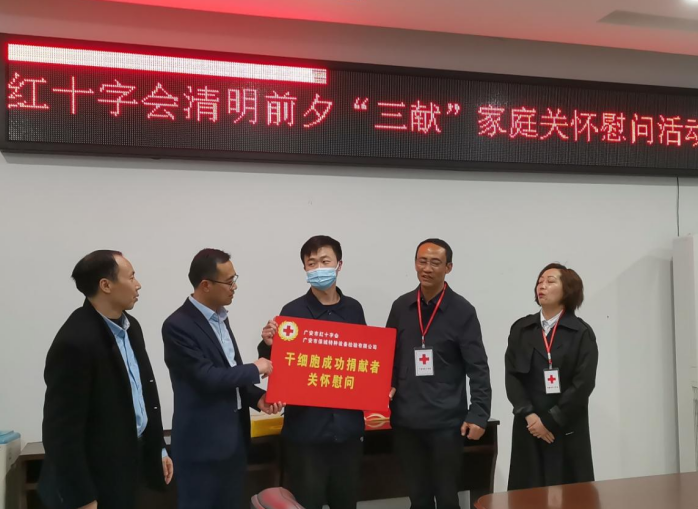 红十字会清明前夕“三献”家庭关怀慰问活动
广安市红十字会
干细胞成功捐献者
关怀慰问